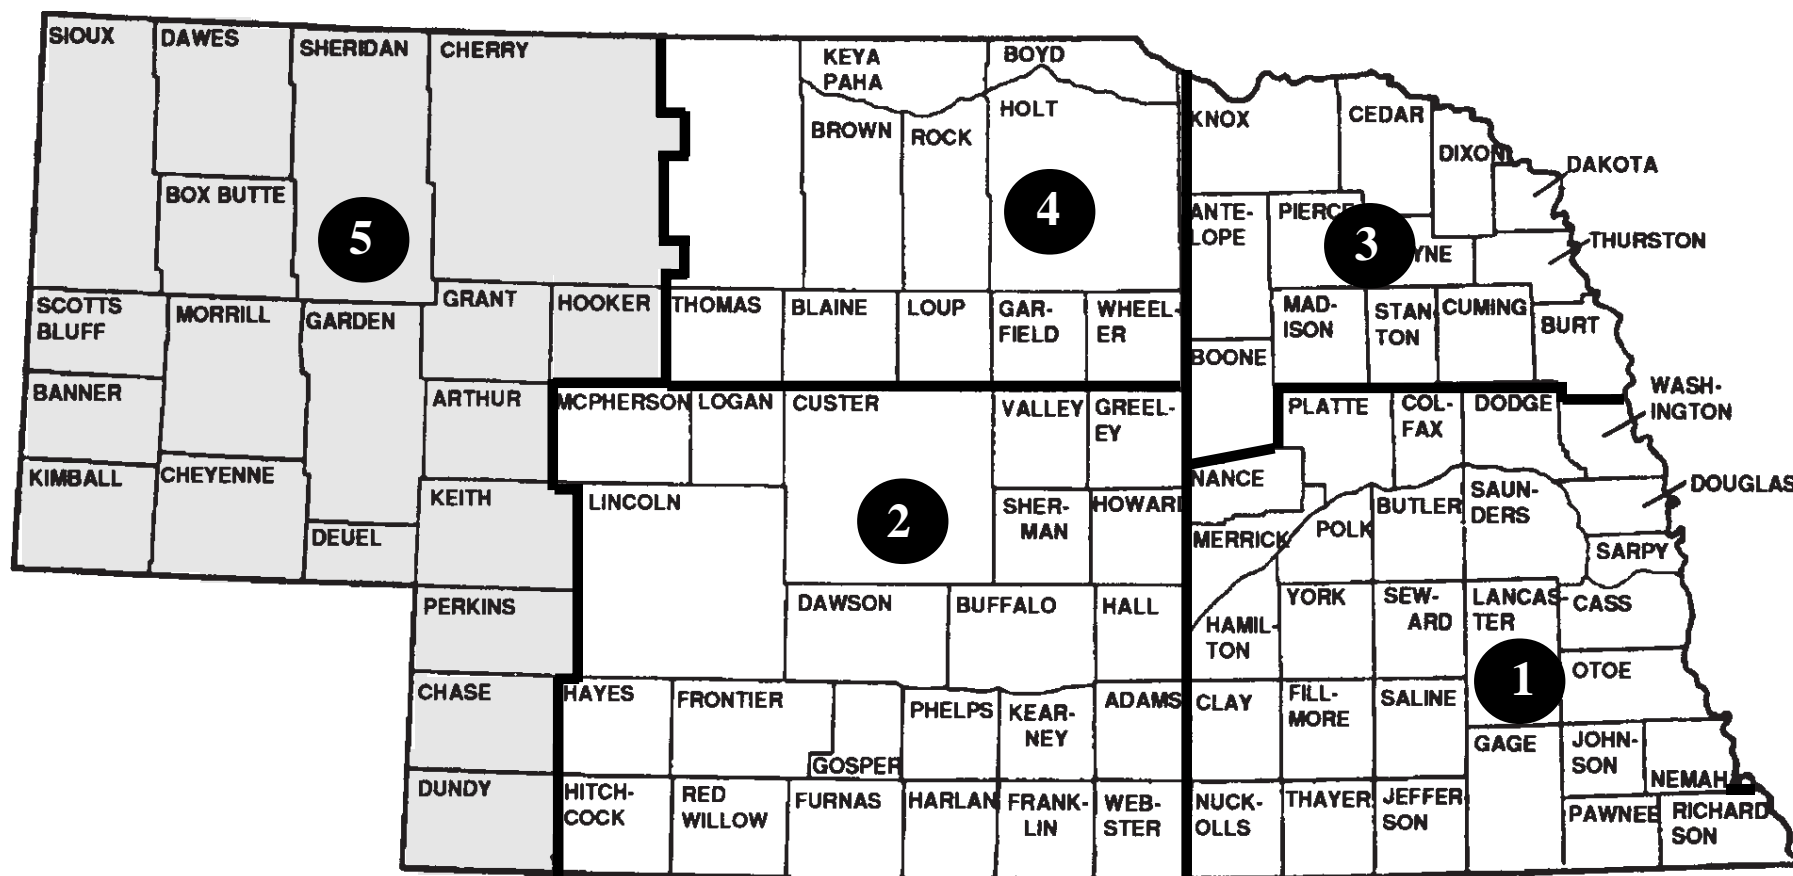 SIOUX
DAWES
SHERIDAN
CHERRY
KEYA
PAHA
BOYD
HOLT
BROWN
ROCK
KNOX
CEDAR
DIXON
DAKOTA
BOX BUTTE
5
4
ANTE-
LOPE
PIERCE
3
YNE
THURSTON
SCOTTS
BLUFF
MORRILL
GARDEN
GRANT
HOOKER
THOMAS
BLAINE
LOUP
GAR-
FIELD
WHEEL-
ER
MAD-
ISON
STAN
TON
CUMING
BURT
BOONE
BANNER
ARTHUR
MCPHERSON
LOGAN
CUSTER
VALLEY
GREEL-
EY
PLATTE
COL-
FAX
DODGE
WASH-
INGTON
KIMBALL
CHEYENNE
KEITH
LINCOLN
2
SHER-
MAN
HOWARD
NANCE
MERRICK
POLK
BUTLER
SAUN-
DERS
DOUGLAS
SARPY
DEUEL
PERKINS
DAWSON
BUFFALO
HALL
HAMIL-
TON
YORK
SEW-
ARD
LANCAS-
TER
CASS
1
OTOE
CHASE
HAYES
FRONTIER
GOSPER
PHELPS
KEAR-
NEY
ADAMS
CLAY
FILL-
MORE
SALINE
GAGE
JOHN-
SON
NEMAHA
DUNDY
HITCH-
COCK
RED
WILLOW
FURNAS
HARLAN
FRANK-
LIN
WEB-
STER
NUCK-
OLLS
THAYER
JEFFER
SON
PAWNEE
RICHARD
SON